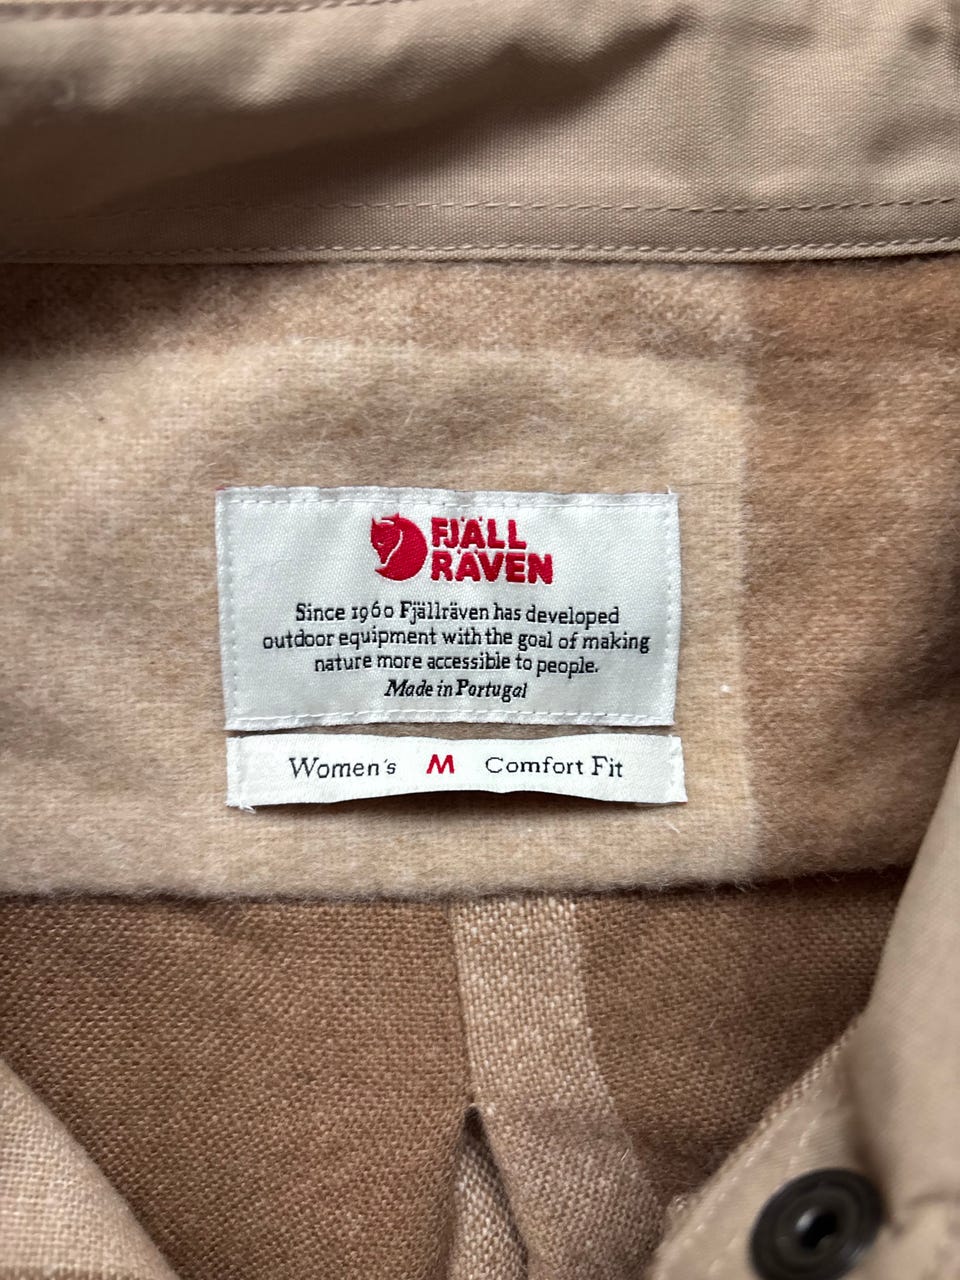 FJÄLL
RÄVEN
Since 1960 Fjällräven has developed
outdoor equipment with the goal of making
nature more accessible to people.
Made in Portugal
Women's M Comfort Fit